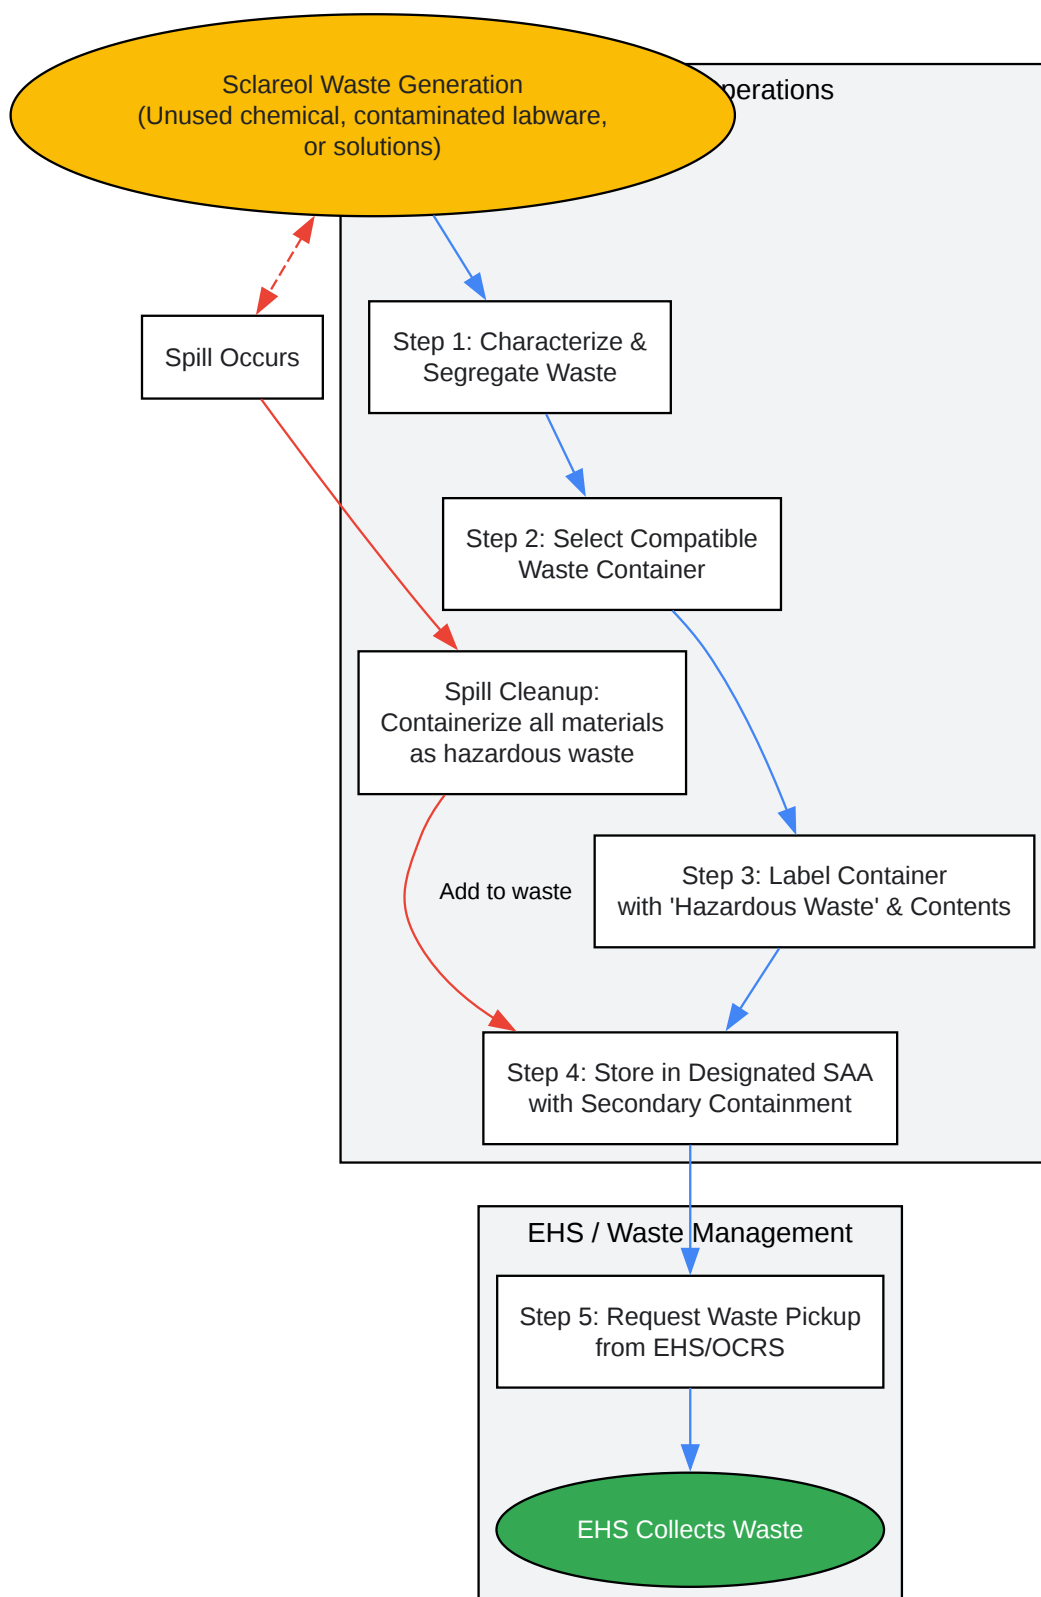 Sclareol Waste Generation
(Unused chemical, contaminated labware,
or solutions)
perations
Spill Occurs
Step 1: Characterize &
Segregate Waste
Step 2: Select Compatible
Waste Container
Spill Cleanup:
Containerize all materials
as hazardous waste
Add to waste
Step 3: Label Container
with 'Hazardous Waste' & Contents
Step 4: Store in Designated SAA
with Secondary Containment
EHS / Waste Management
Step 5: Request Waste Pickup
from EHS/OCRS
EHS Collects Waste